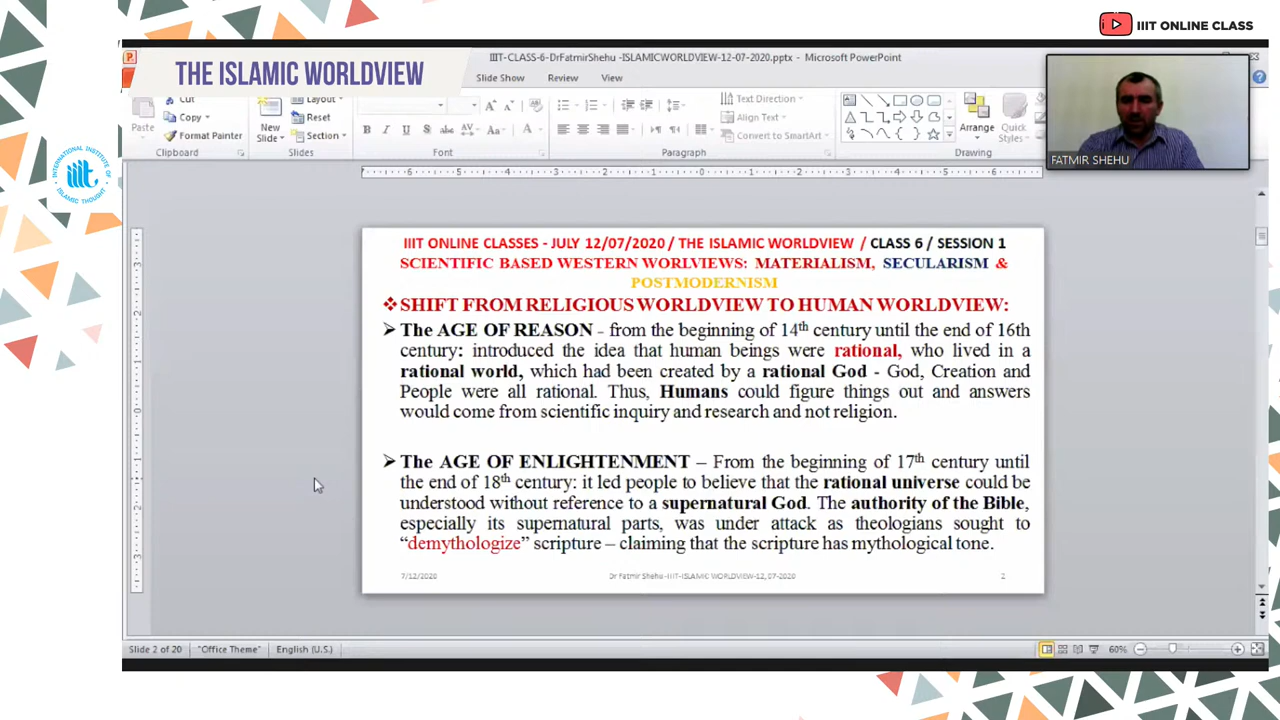 IIIT ONLINE CLASS
THE ISLAMIC WORLDVIEW
IIIT-CLASS-6-DrFatmirShehu -ISLAMICWORLDVIEW-12-07-2020.pptx - Microsoft PowerPoint
Slide Show Review View
Cut
Copy
Format Painter
Paste
Clipboard
New
Slide
Layout
Reset
Section
Slides
Font
Text Direction
Align Text
Convert to SmartArt
Paragraph
Arrange
Quick
Styles
Drawing
FATMIR SHEHU
INTERNATIONAL INSTITUTE OF
iiit
ISLAMIC THOUGHT
IIIT ONLINE CLASSES - JULY 12/07/2020 / THE ISLAMIC WORLDVIEW / CLASS 6 / SESSION 1
SCIENTIFIC BASED WESTERN WORLVIEWS: MATERIALISM, SECULARISM &
POSTMODERNISM
❖SHIFT FROM RELIGIOUS WORLDVIEW TO HUMAN WORLDVIEW:
➢The AGE OF REASON - from the beginning of 14th century until the end of 16th
century: introduced the idea that human beings were rational, who lived in a
rational world, which had been created by a rational God - God, Creation and
People were all rational. Thus, Humans could figure things out and answers
would come from scientific inquiry and research and not religion.
➢The AGE OF ENLIGHTENMENT – From the beginning of 17th century until
the end of 18th century: it led people to believe that the rational universe could be
understood without reference to a supernatural God. The authority of the Bible,
especially its supernatural parts, was under attack as theologians sought to
“demythologize” scripture – claiming that the scripture has mythological tone.
7/12/2020 Dr Fatmir Shehu-IIIT-ISLAMIC WORLDVIEW-12, 07-2020 2
Slide 2 of 20 "Office Theme" English (U.S.) 60%